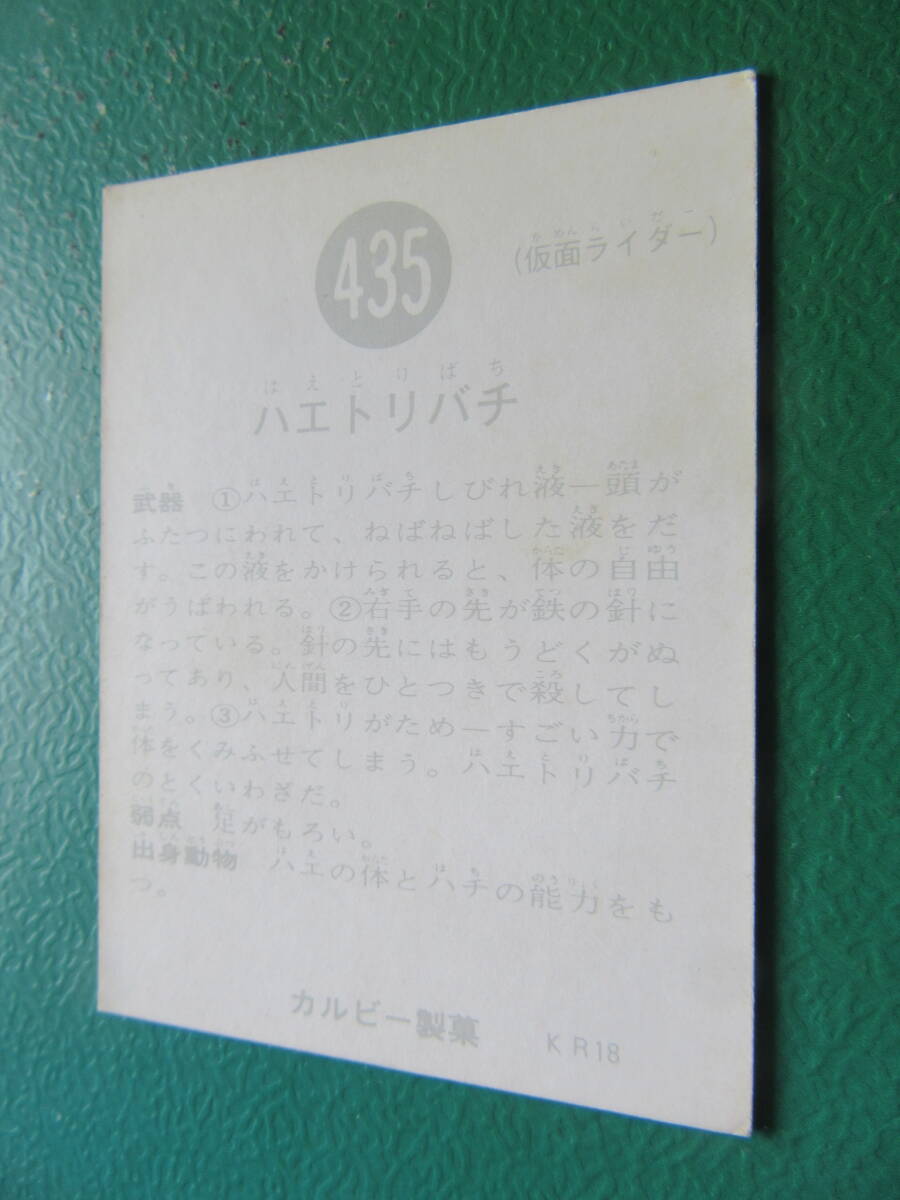 435
(仮面ライダー)
ハエトリバチ
武器 ①ハエトリバチしびれ液―頭が
ふたつにわれて、ねばねばした液をだ
す。この液をかけられると、体の自由
がうばわれる。②右手の先が鉄の針に
なっている。針の先にはもうどくがぬ
ってあり、人間をひとつきで殺してし
まう。③ハエトリがため―すごい力で
体をくみふせてしまう。ハエトリバチ
のとくいわざだ。
弱点 足がもろい。
出身動物 ハエの体とハチの能力をも
つ。
カルビー製菓 KR18